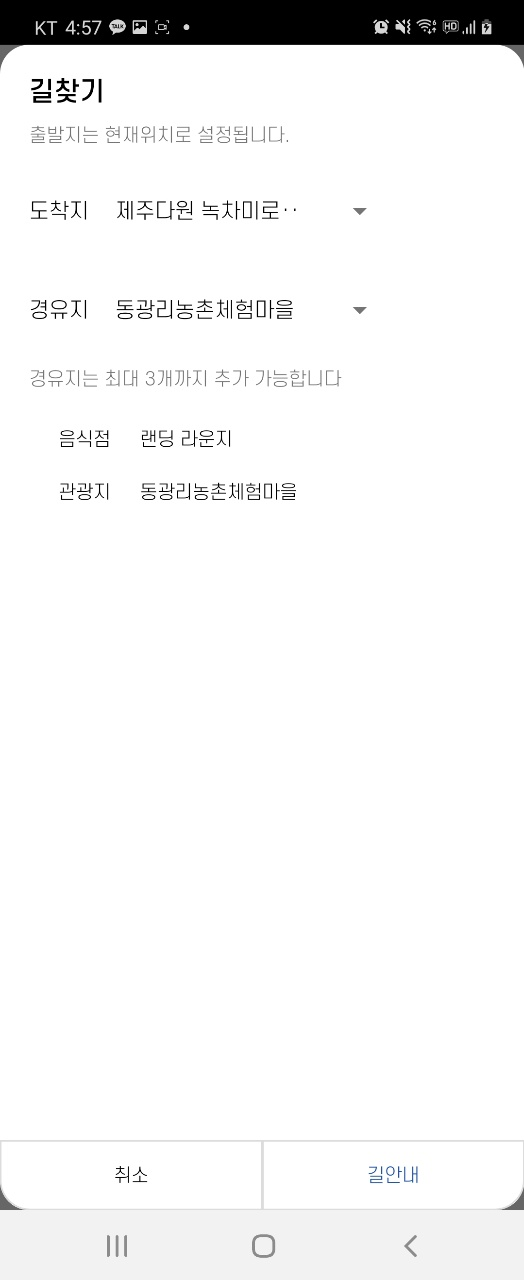 KT 4:57
길찾기
출발지는 현재위치로 설정됩니다.
도착지 제주다원 녹차미로··
경유지 동광리농촌체험마을
경유지는 최대 3개까지 추가 가능합니다
음식점 랜딩 라운지
관광지 동광리농촌체험마을
취소 길안내